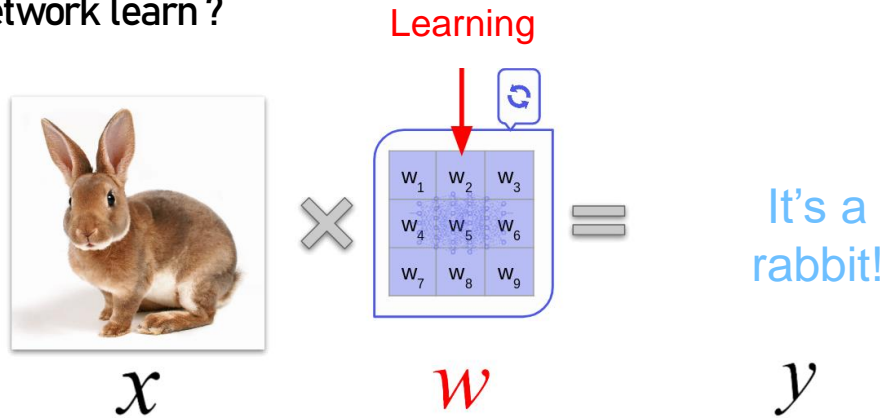 etwork learn ?
Learning
w1 w2 w3
w4 w5 w6
w7 w8 w9
It's a
rabbit!
x w y